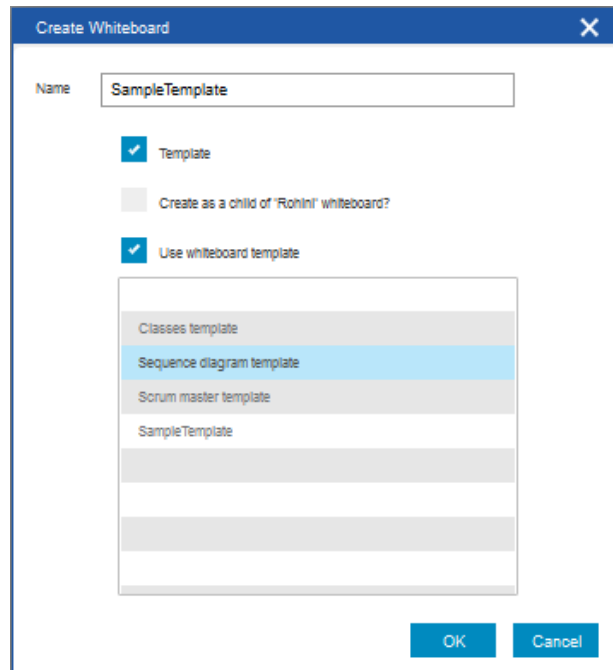 Create Whiteboard
Name
SampleTemplate
Template
Create as a child of 'Rohini' whiteboard?
Use whiteboard template
Classes template
Sequence diagram template
Scrum master template
SampleTemplate
OK
Cancel